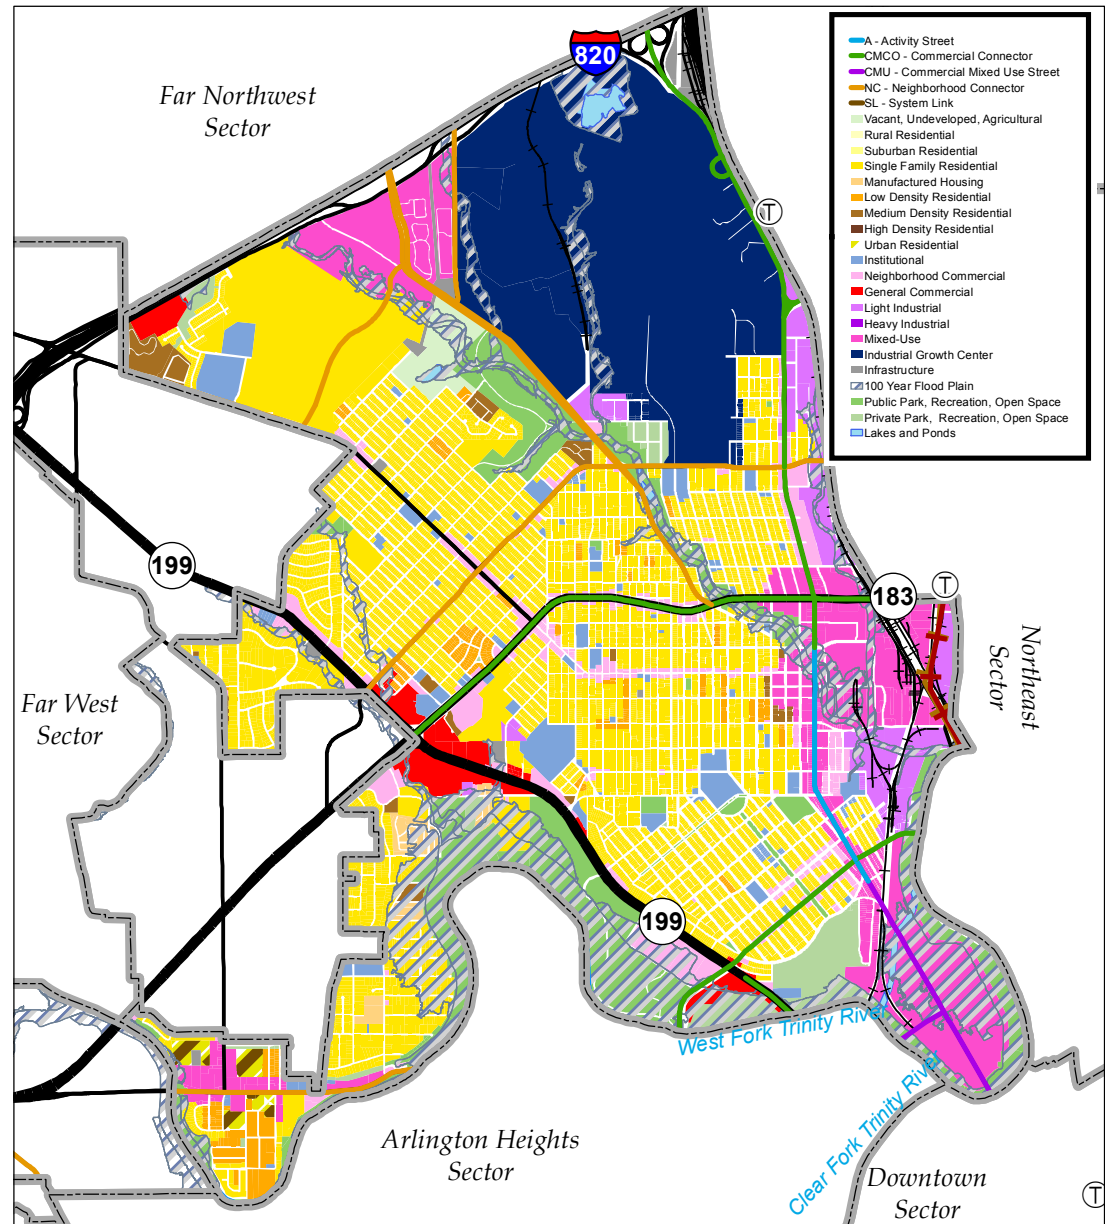 820
Far Northwest
Sector
A - Activity Street
CMCO - Commercial Connector
CMU - Commercial Mixed Use Street
NC - Neighborhood Connector
SL - System Link
Vacant, Undeveloped, Agricultural
Rural Residential
Suburban Residential
Single Family Residential
Manufactured Housing
Low Density Residential
Medium Density Residential
High Density Residential
Urban Residential
Institutional
Neighborhood Commercial
General Commercial
Light Industrial
Heavy Industrial
Mixed-Use
Industrial Growth Center
Infrastructure
100 Year Flood Plain
Public Park, Recreation, Open Space
Private Park, Recreation, Open Space
Lakes and Ponds
T
199
183
T
Northeast
Sector
Far West
Sector
199
West Fork Trinity River
Clear Fork Trinity River
Arlington Heights
Sector
Downtown
Sector
T